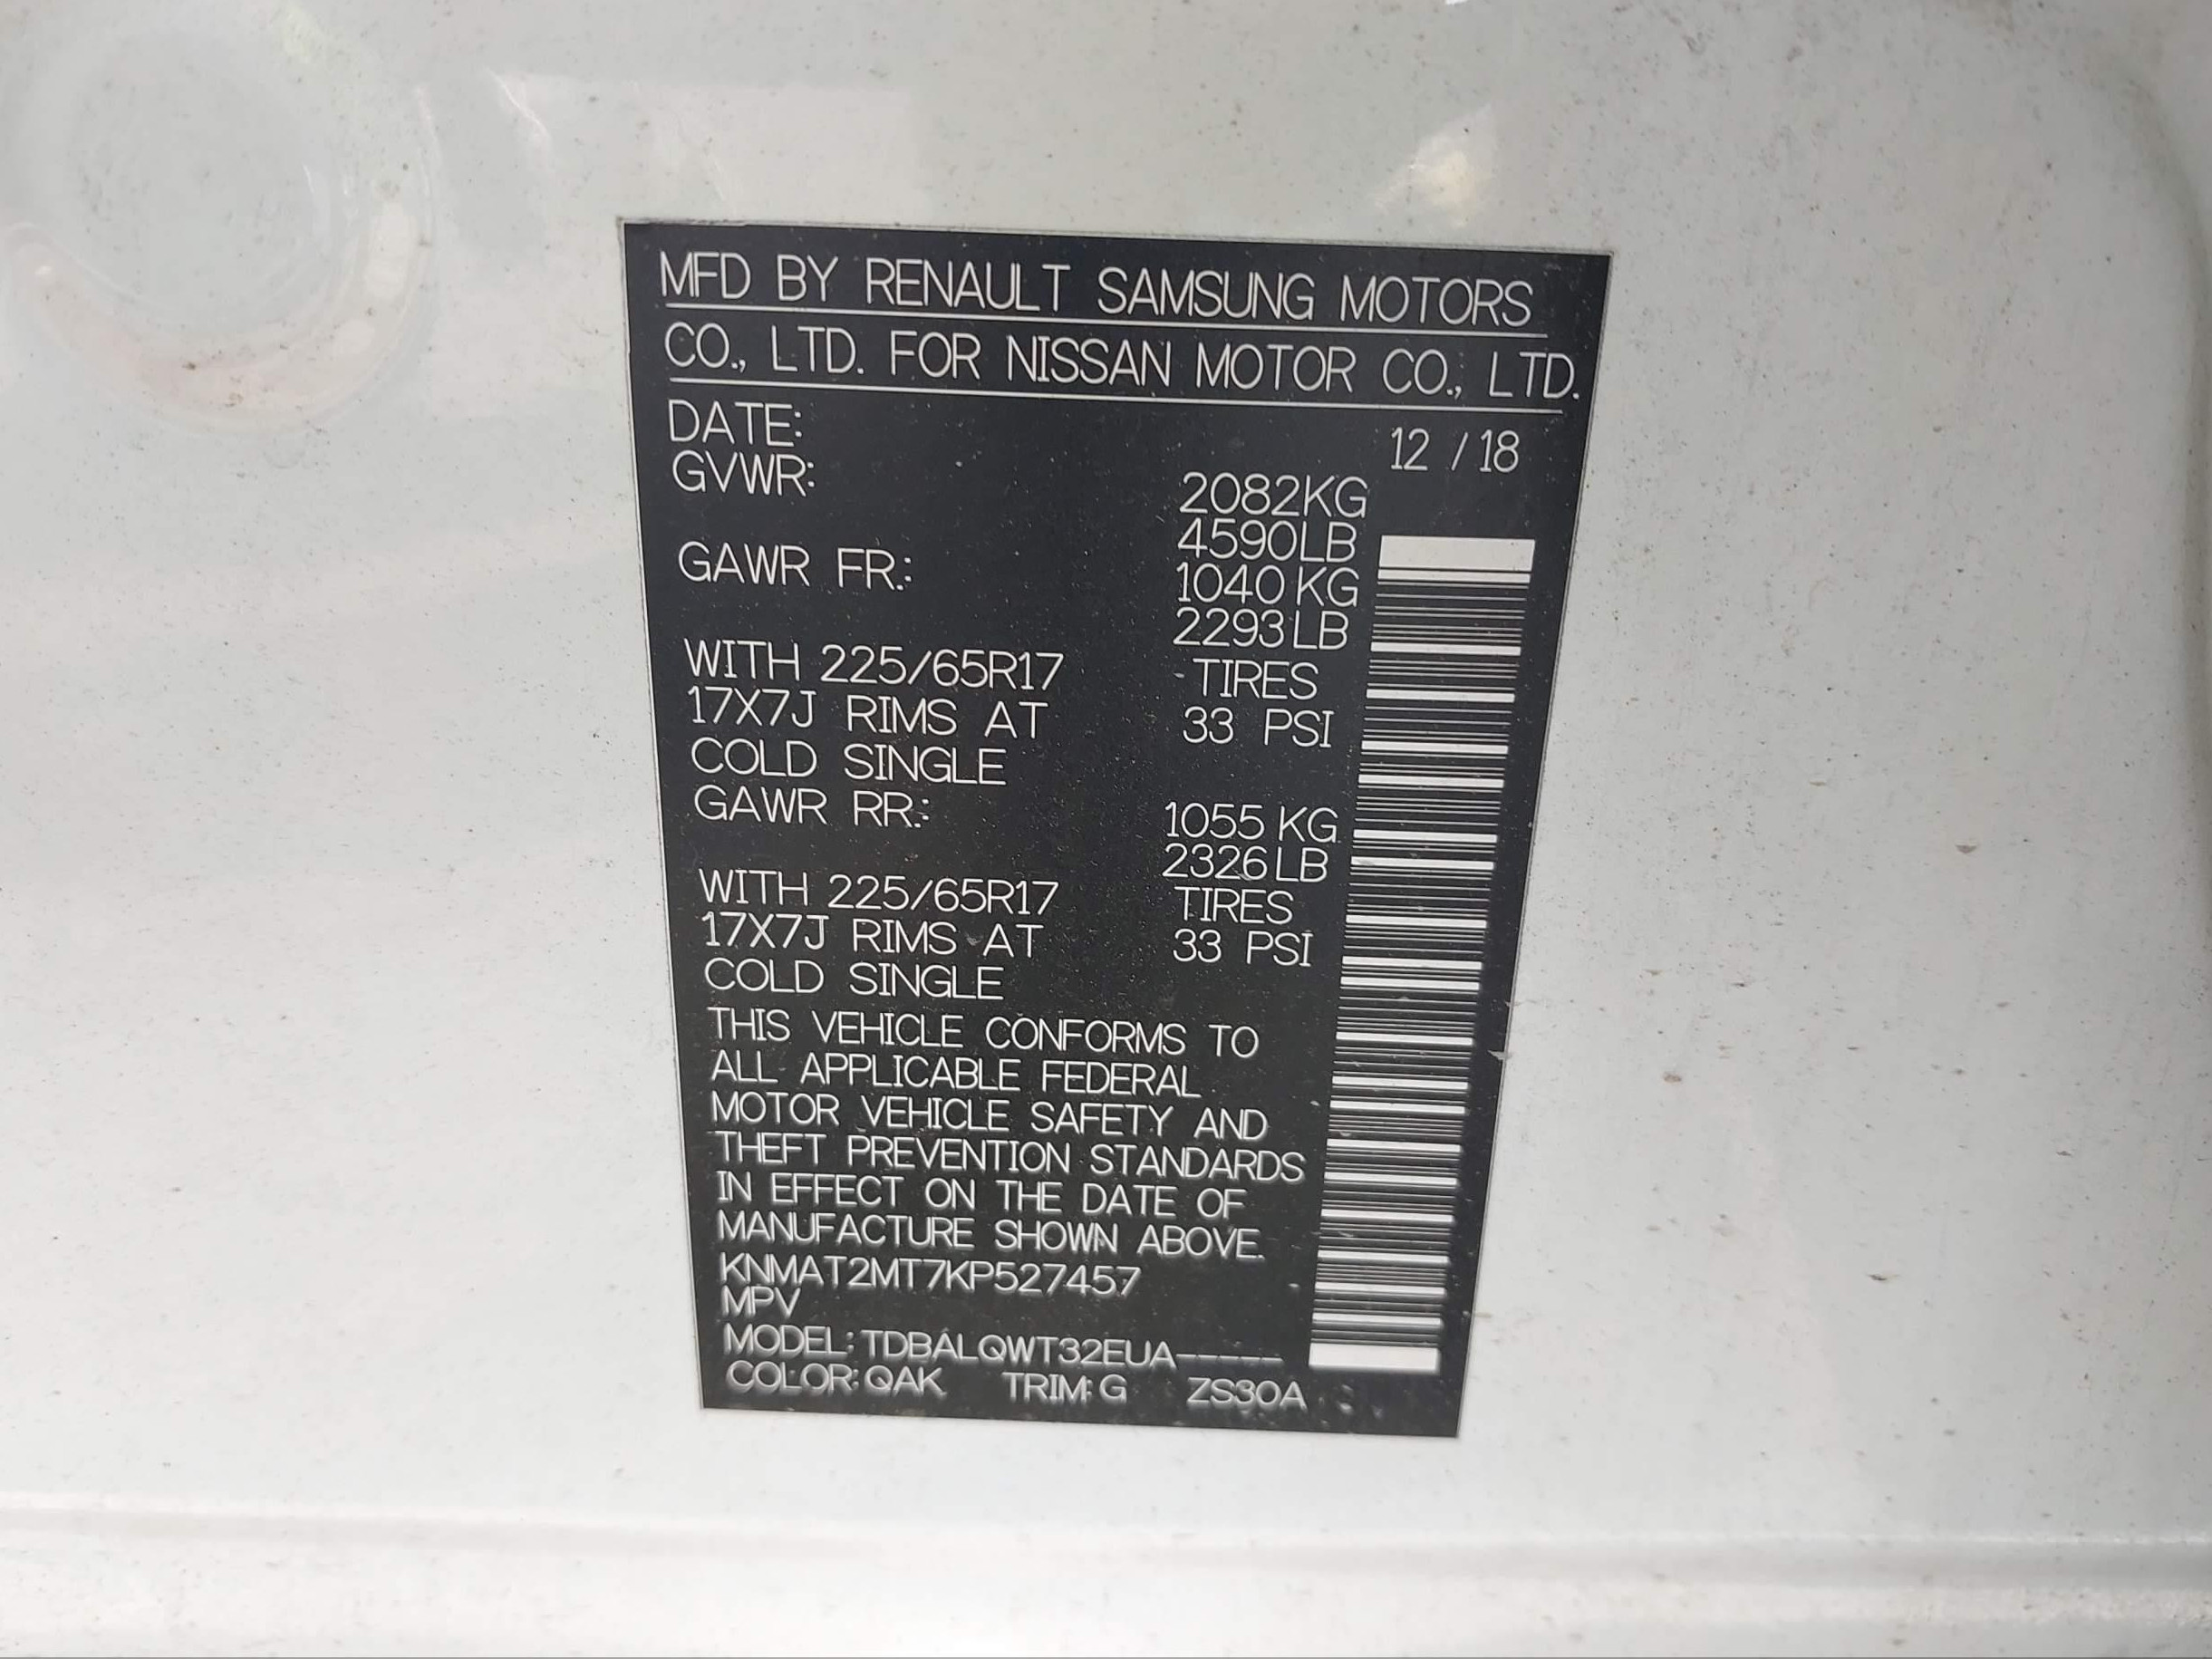 MFD BY RENAULT SAMSUNG MOTORS
CO., LTD. FOR NISSAN MOTOR CO., LTD.
DATE: 12 / 18
GVWR: 2082KG
4590LB
GAWR FR.: 1040 KG
2293 LB
WITH 225/65R17 TIRES
17X7J RIMS AT 33 PSI
COLD SINGLE
GAWR RR.: 1055 KG
2326 LB
WITH 225/65R17 TIRES
17X7J RIMS AT 33 PSI
COLD SINGLE
THIS VEHICLE CONFORMS TO
ALL APPLICABLE FEDERAL
MOTOR VEHICLE SAFETY AND
THEFT PREVENTION STANDARDS
IN EFFECT ON THE DATE OF
MANUFACTURE SHOWN ABOVE.
KNMAT2MT7KP527457
MPV
MODEL: TDBALQWT32EUA-----
COLOR: QAK TRIM: G ZS30A